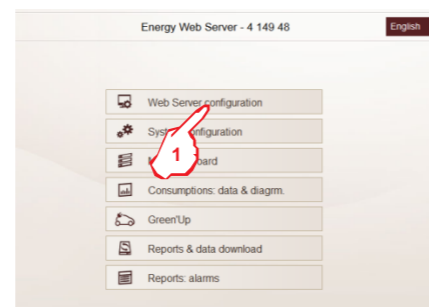 Energy Web Server - 4 149 48
English
Web Server configuration
configuration
1
Consumptions: data & diagrm.
Green'Up
Reports & data download
Reports: alarms